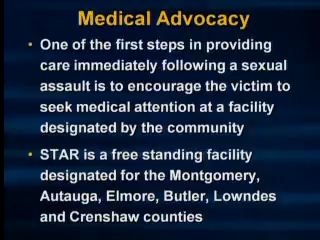 Medical Advocacy
• One of the first steps in providing
care immediately following a sexual
assault is to encourage the victim to
seek medical attention at a facility
designated by the community
• STAR is a free standing facility
designated for the Montgomery,
Autauga, Elmore, Butler, Lowndes
and Crenshaw counties